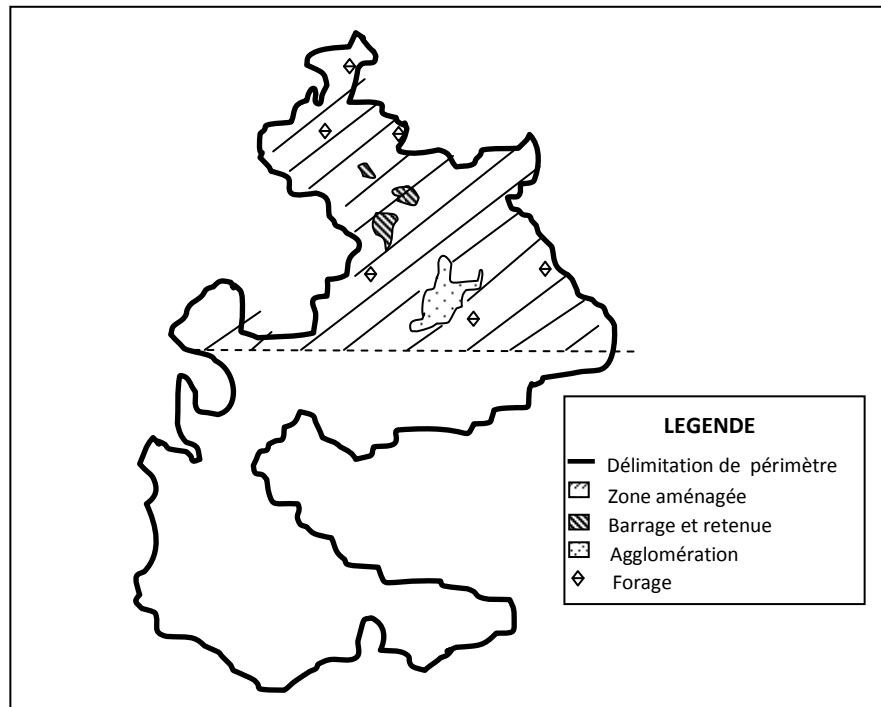 LEGENDE
Délimitation de périmètre
Zone aménagée
Barrage et retenue
Agglomération
Forage